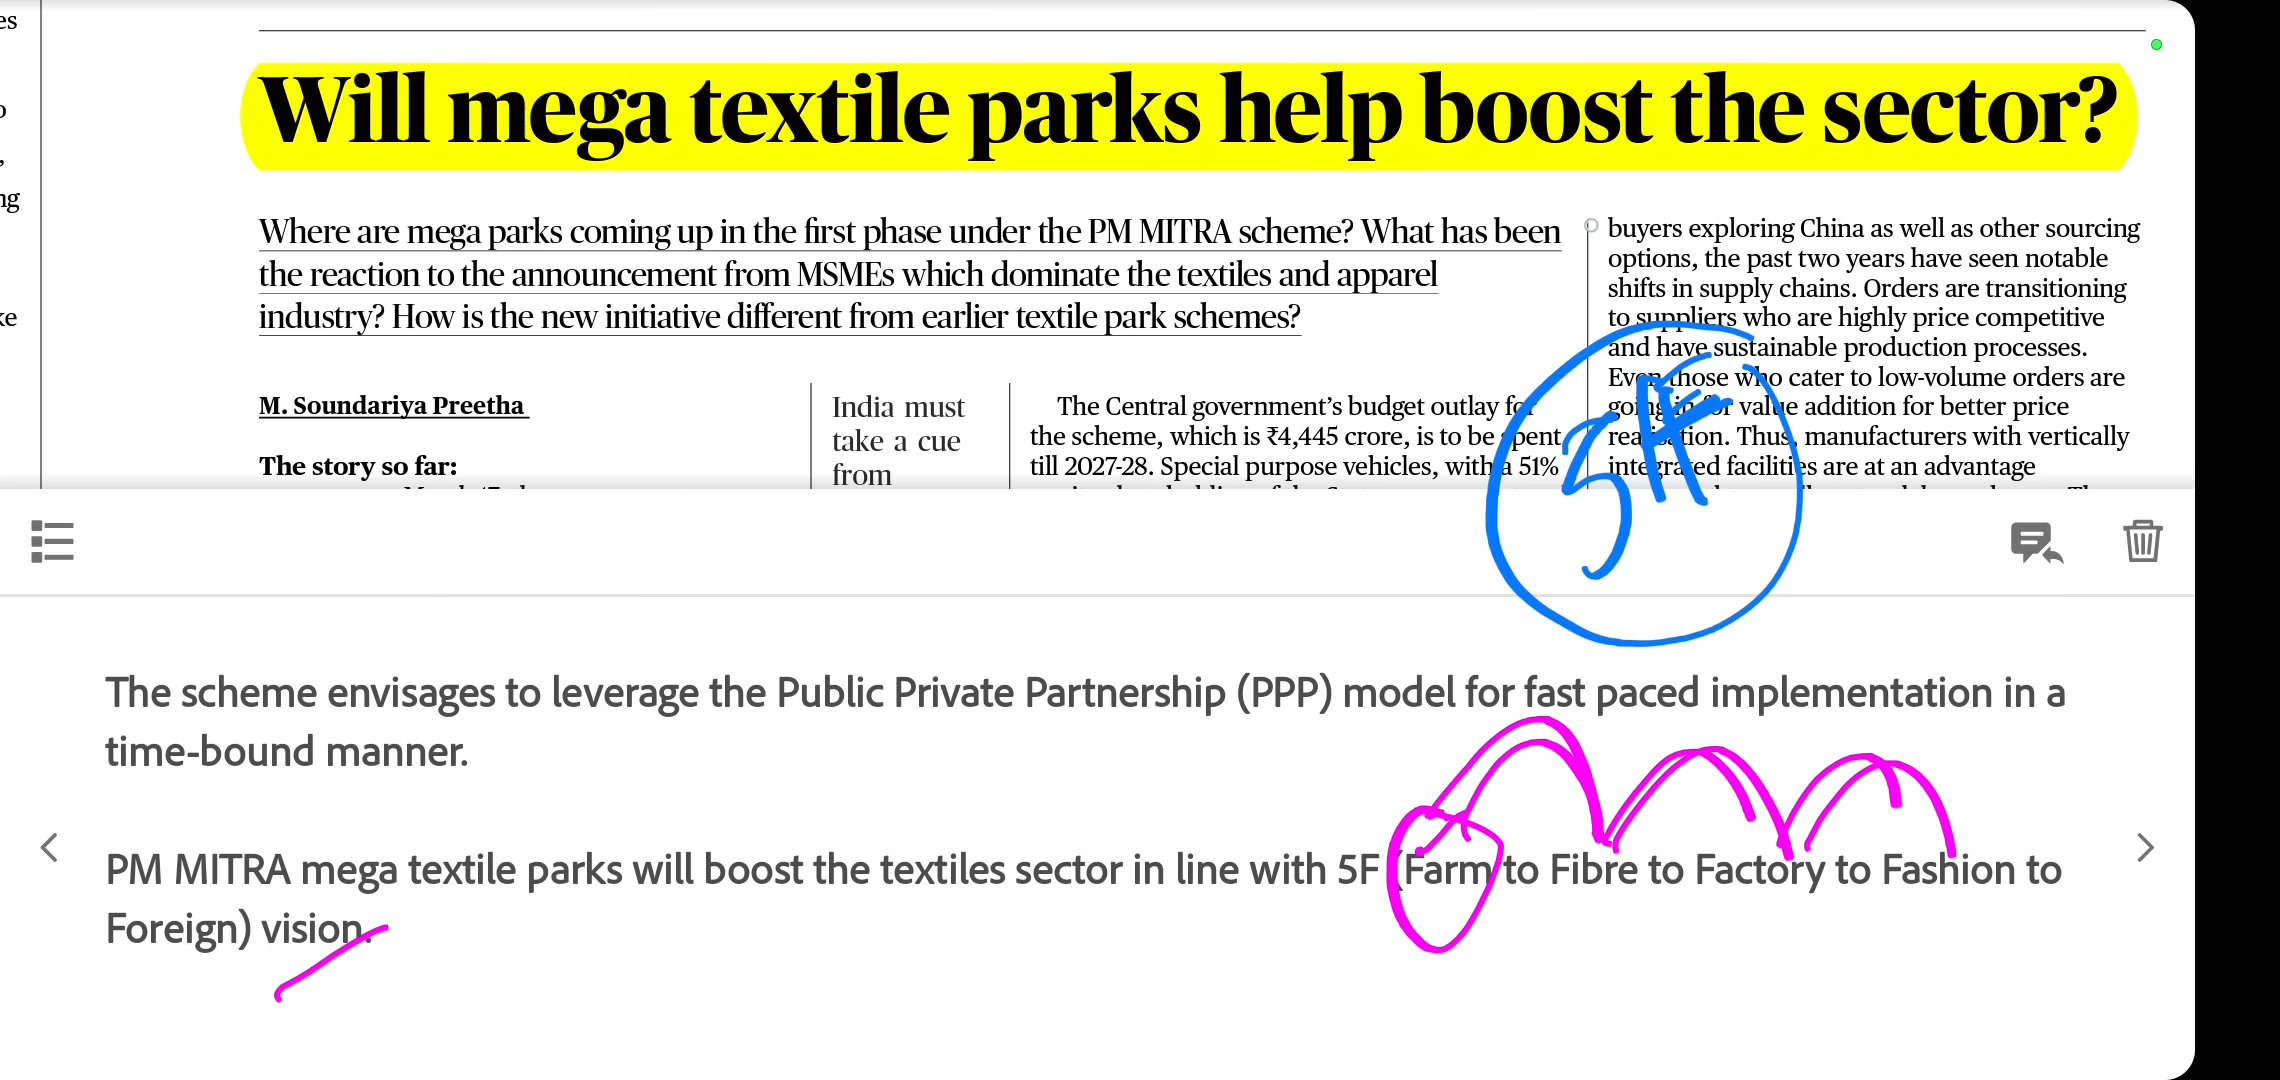 es
o
,
ng
ke
Will mega textile parks help boost the sector?
Where are mega parks coming up in the first phase under the PM MITRA scheme? What has been
the reaction to the announcement from MSMEs which dominate the textiles and apparel
industry? How is the new initiative different from earlier textile park schemes?
M. Soundariya Preetha
The story so far:
India must
take a cue
from
The Central government's budget outlay for
the scheme, which is ₹4,445 crore, is to be spent
till 2027-28. Special purpose vehicles, with a 51%
buyers exploring China as well as other sourcing
options, the past two years have seen notable
shifts in supply chains. Orders are transitioning
to suppliers who are highly price competitive
and have sustainable production processes.
Even those who cater to low-volume orders are
going in for value addition for better price
realisation. Thus, manufacturers with vertically
integrated facilities are at an advantage
5F
The scheme envisages to leverage the Public Private Partnership (PPP) model for fast paced implementation in a
time-bound manner.
PM MITRA mega textile parks will boost the textiles sector in line with 5F (Farm to Fibre to Factory to Fashion to
Foreign) vision.